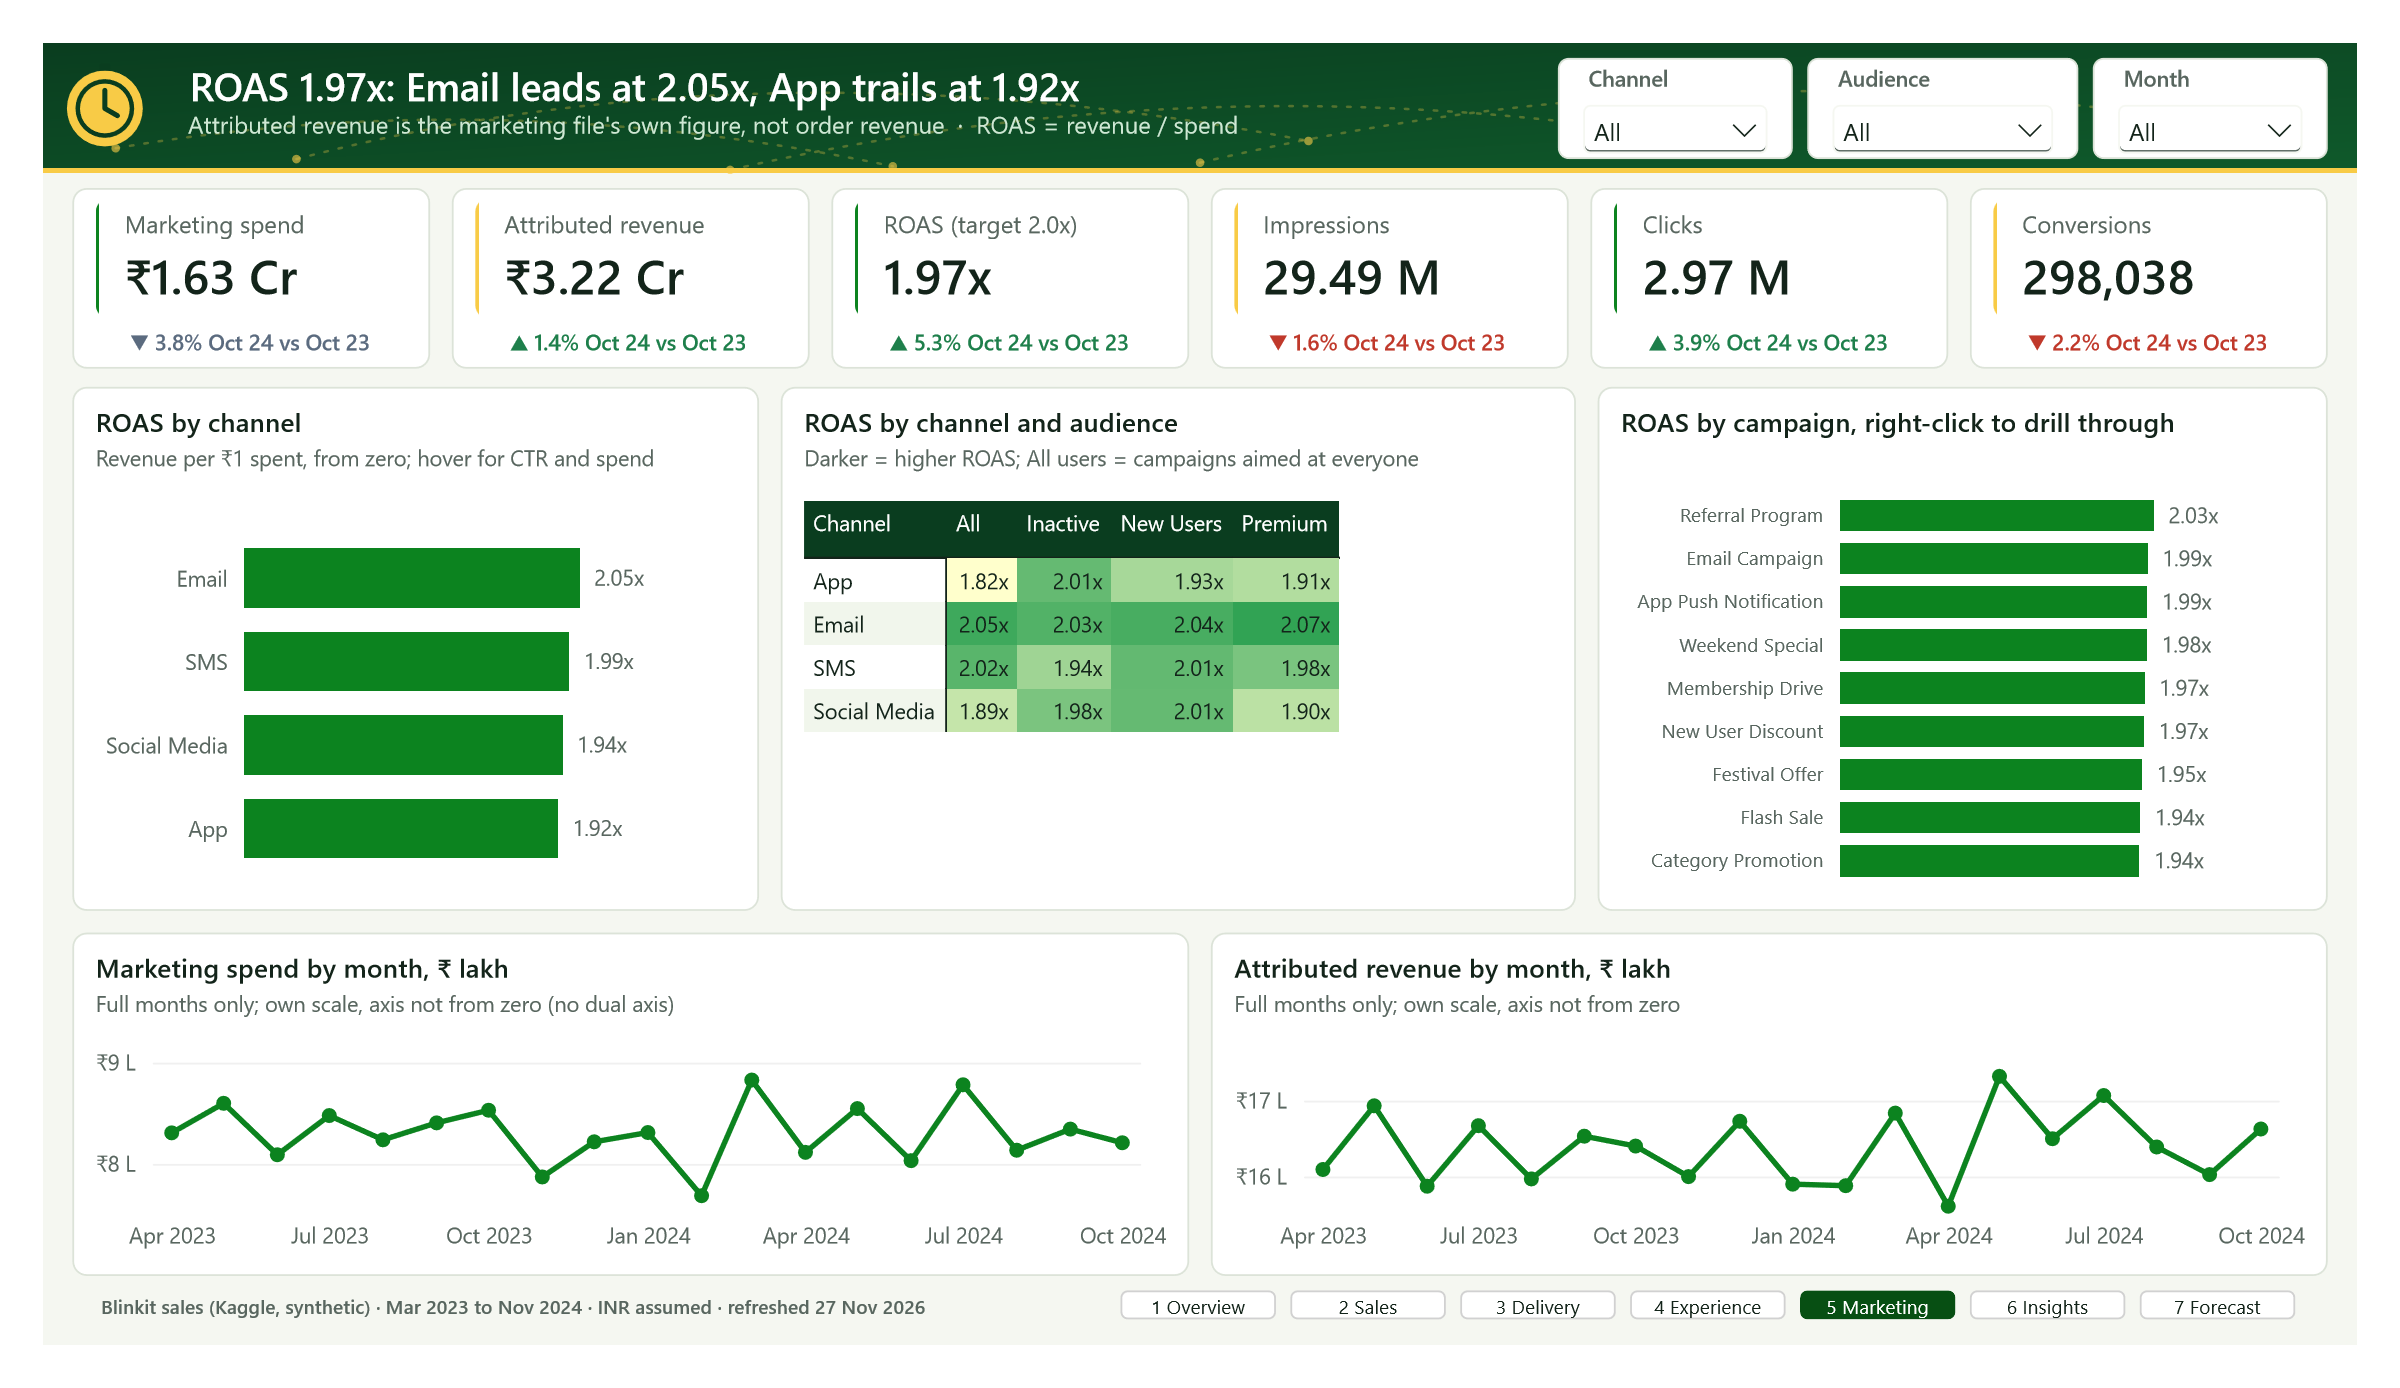 ROAS 1.97x: Email leads at 2.05x, App trails at 1.92x
Attributed revenue is the marketing file's own figure, not order revenue · ROAS = revenue / spend
Channel
All
Audience
All
Month
All
Marketing spend
₹1.63 Cr
▼ 3.8% Oct 24 vs Oct 23
Attributed revenue
₹3.22 Cr
▲ 1.4% Oct 24 vs Oct 23
ROAS (target 2.0x)
1.97x
▲ 5.3% Oct 24 vs Oct 23
Impressions
29.49 M
▼ 1.6% Oct 24 vs Oct 23
Clicks
2.97 M
▲ 3.9% Oct 24 vs Oct 23
Conversions
298,038
▼ 2.2% Oct 24 vs Oct 23
ROAS by channel
Revenue per ₹1 spent, from zero; hover for CTR and spend
Email 2.05x
SMS 1.99x
Social Media 1.94x
App 1.92x
ROAS by channel and audience
Darker = higher ROAS; All users = campaigns aimed at everyone
Channel All Inactive New Users Premium
App 1.82x 2.01x 1.93x 1.91x
Email 2.05x 2.03x 2.04x 2.07x
SMS 2.02x 1.94x 2.01x 1.98x
Social Media 1.89x 1.98x 2.01x 1.90x
ROAS by campaign, right-click to drill through
Referral Program 2.03x
Email Campaign 1.99x
App Push Notification 1.99x
Weekend Special 1.98x
Membership Drive 1.97x
New User Discount 1.97x
Festival Offer 1.95x
Flash Sale 1.94x
Category Promotion 1.94x
Marketing spend by month, ₹ lakh
Full months only; own scale, axis not from zero (no dual axis)
₹9 L
₹8 L
Apr 2023 Jul 2023 Oct 2023 Jan 2024 Apr 2024 Jul 2024 Oct 2024
Attributed revenue by month, ₹ lakh
Full months only; own scale, axis not from zero
₹17 L
₹16 L
Apr 2023 Jul 2023 Oct 2023 Jan 2024 Apr 2024 Jul 2024 Oct 2024
Blinkit sales (Kaggle, synthetic) · Mar 2023 to Nov 2024 · INR assumed · refreshed 27 Nov 2026
1 Overview
2 Sales
3 Delivery
4 Experience
5 Marketing
6 Insights
7 Forecast